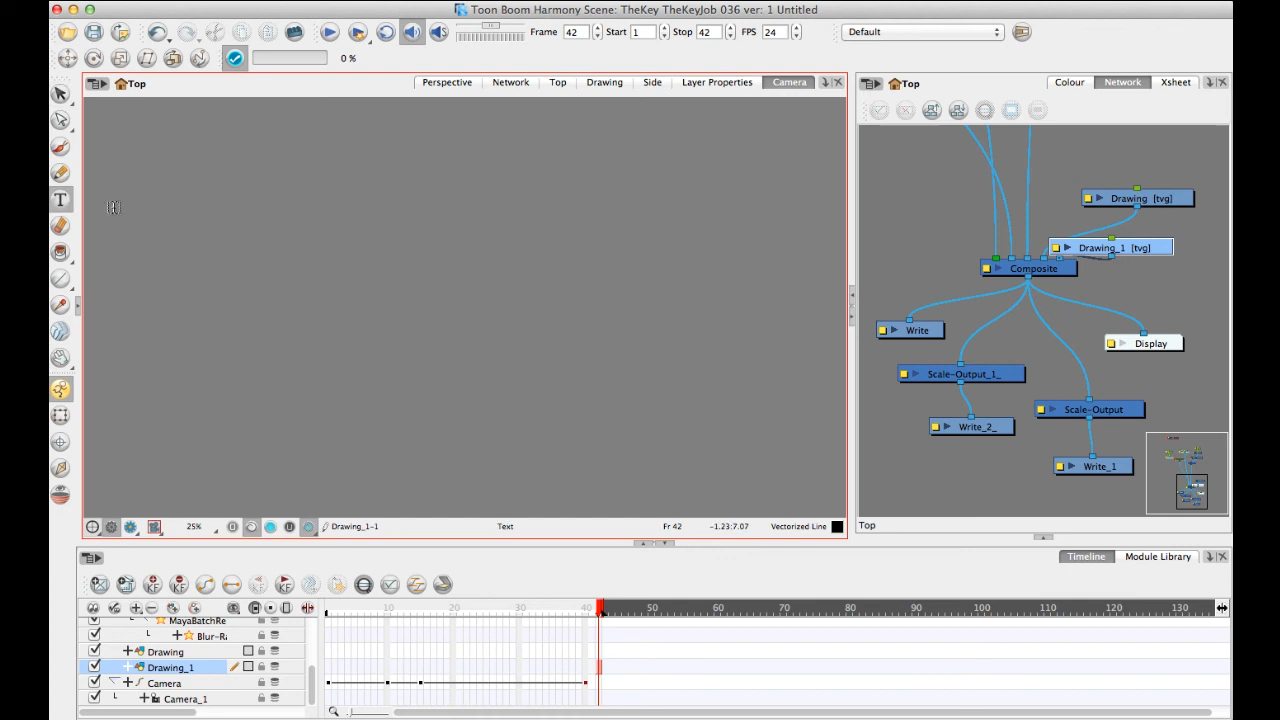 Toon Boom Harmony Scene: TheKey TheKeyJob 036 ver: 1 Untitled
Frame 42 Start 1 Stop 42 FPS 24 Default
0 %
Top Perspective Network Top Drawing Side Layer Properties Camera
Top Colour Network Xsheet
T
Drawing [tvg]
Drawing_1 [tvg]
Composite
Write
Display
Scale-Output_1_
Scale-Output
Write_2_
Write_1
25% Drawing_1-1 Text Fr 42 -1.23:7.07 Vectorized Line
Top
Timeline Module Library
KF KF KF
10 20 30 40 50 60 70 80 90 100 110 120 130
MayaBatchRe
Blur-Ra
Drawing
Drawing_1
Camera
Camera_1